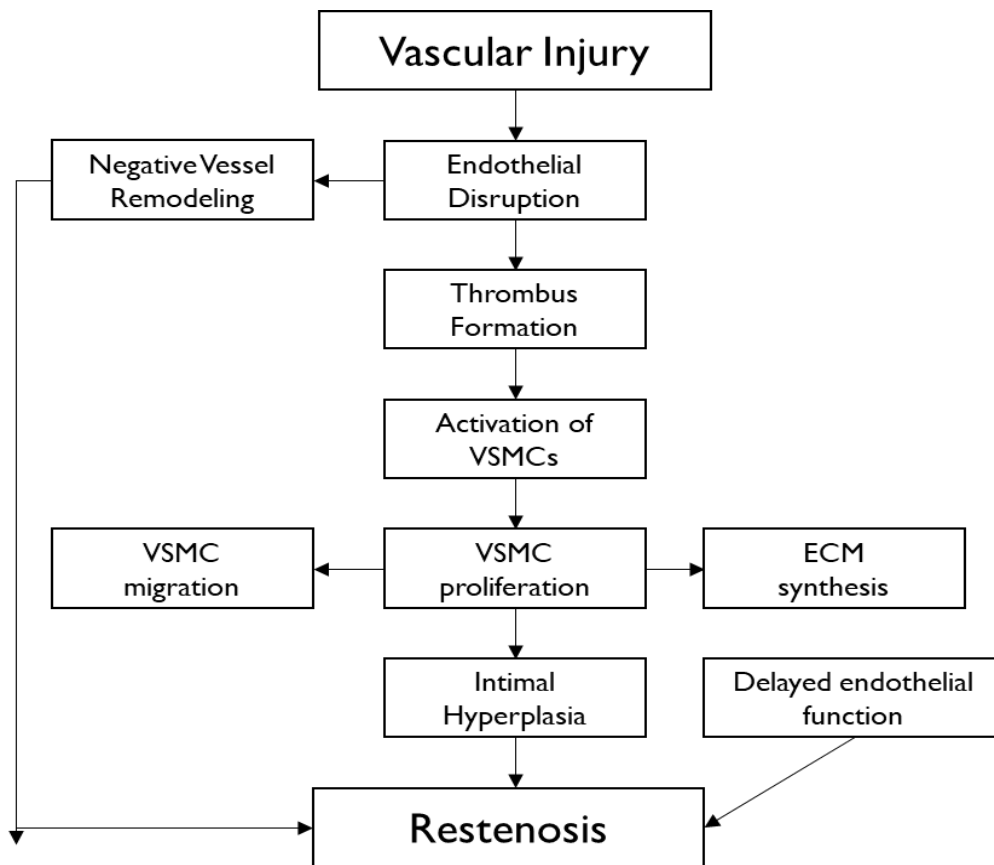 Vascular Injury
Negative Vessel
Remodeling
Endothelial
Disruption
Thrombus
Formation
Activation of
VSMCs
VSMC
migration
VSMC
proliferation
ECM
synthesis
Intimal
Hyperplasia
Delayed endothelial
function
Restenosis